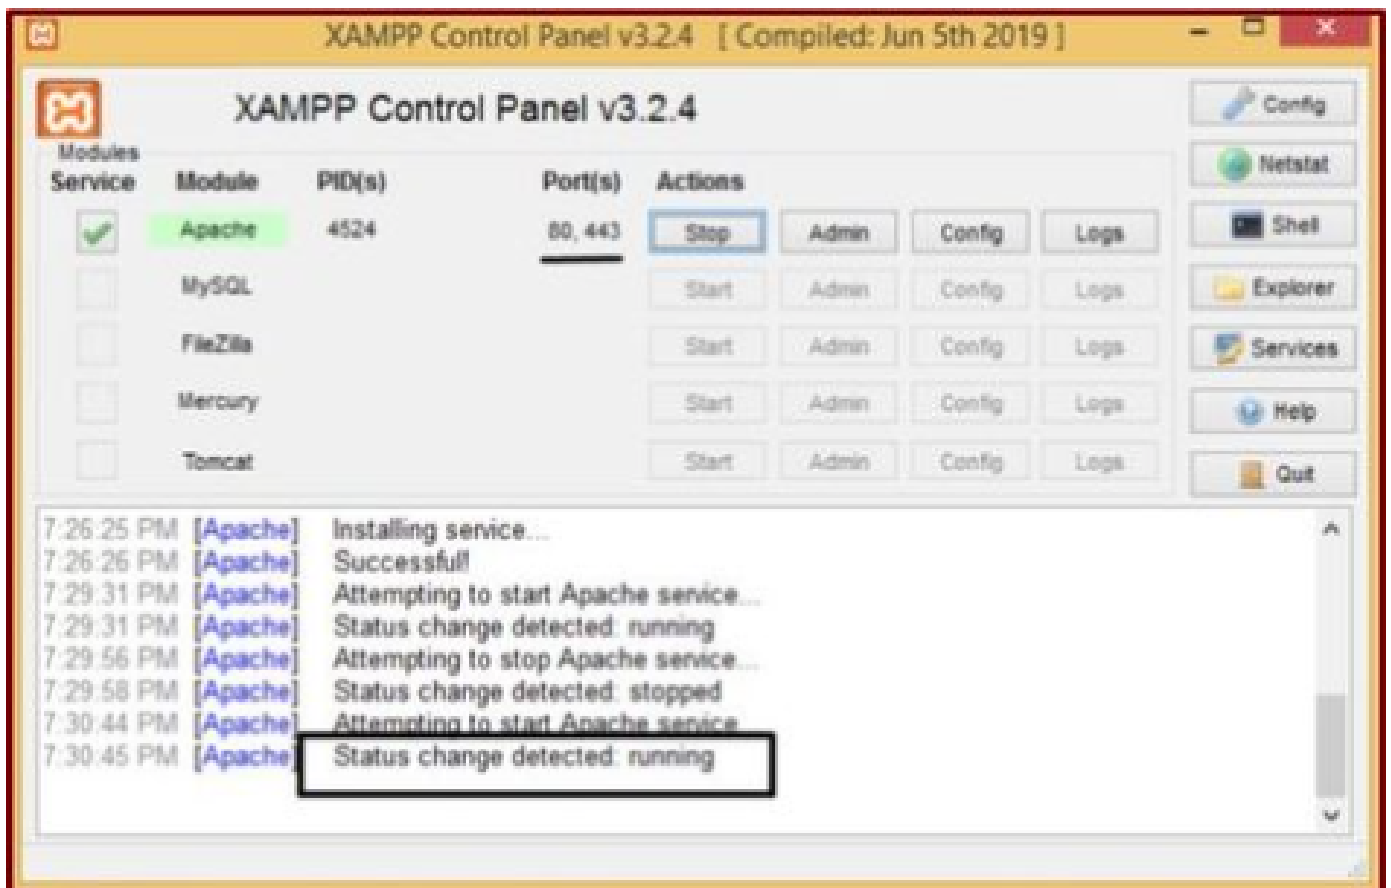 XAMPP Control Panel v3.2.4 [ Compiled: Jun 5th 2019 ]
XAMPP Control Panel v3.2.4
Config
Modules
Netstat
Service Module PID(s) Port(s) Actions
Apache 4524 80, 443 Stop Admin Config Logs
Shell
MySQL Start Admin Config Logs
Explorer
FileZilla Start Admin Config Logs
Services
Mercury Start Admin Config Logs
Help
Tomcat Start Admin Config Logs
Quit
7:26:25 PM [Apache] Installing service...
7:26:26 PM [Apache] Successful!
7:29:31 PM [Apache] Attempting to start Apache service...
7:29:31 PM [Apache] Status change detected: running
7:29:56 PM [Apache] Attempting to stop Apache service...
7:29:58 PM [Apache] Status change detected: stopped
7:30:44 PM [Apache] Attempting to start Apache service
7:30:45 PM [Apache] Status change detected: running